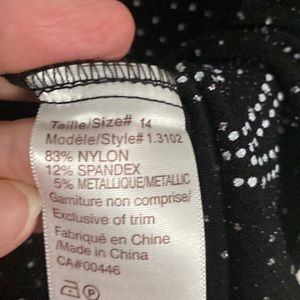 Taille/Size# 14
Modèle/Style# 1.3102
83% NYLON
12% SPANDEX
5% METALLIQUE/METALLIC
Garniture non comprise/
Exclusive of trim
Fabriqué en Chine
/Made in China
CA#00446
P